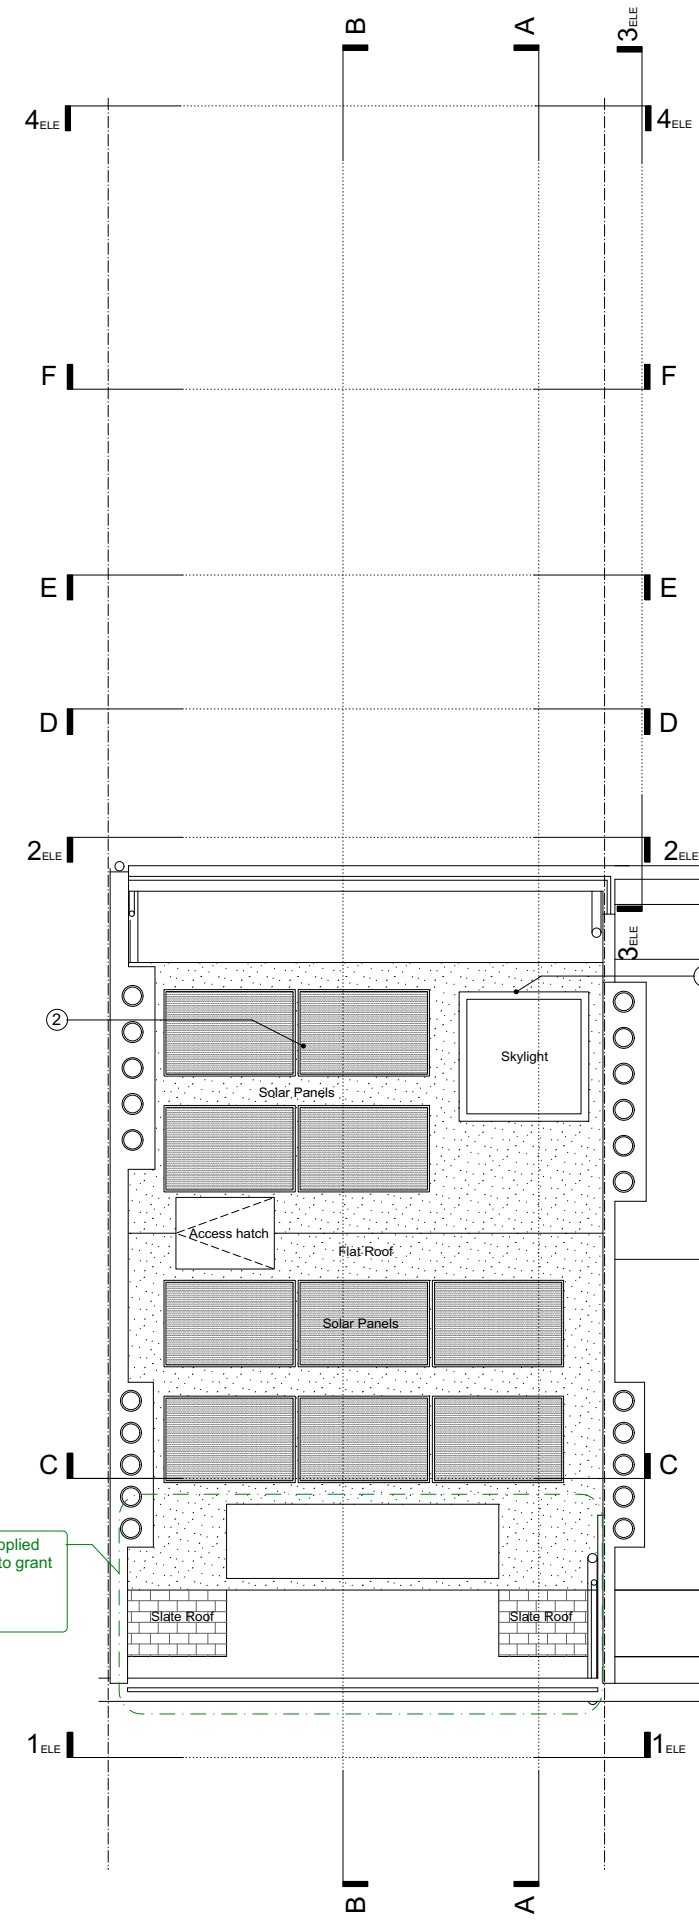 B
A
3ELE
4ELE
4ELE
F
F
E
E
D
D
2ELE
2ELE
3ELE
2
Skylight
Solar Panels
Access hatch
Flat Roof
Solar Panels
C
C
to grant
Slate Roof
Slate Roof
1ELE
1ELE
B
A